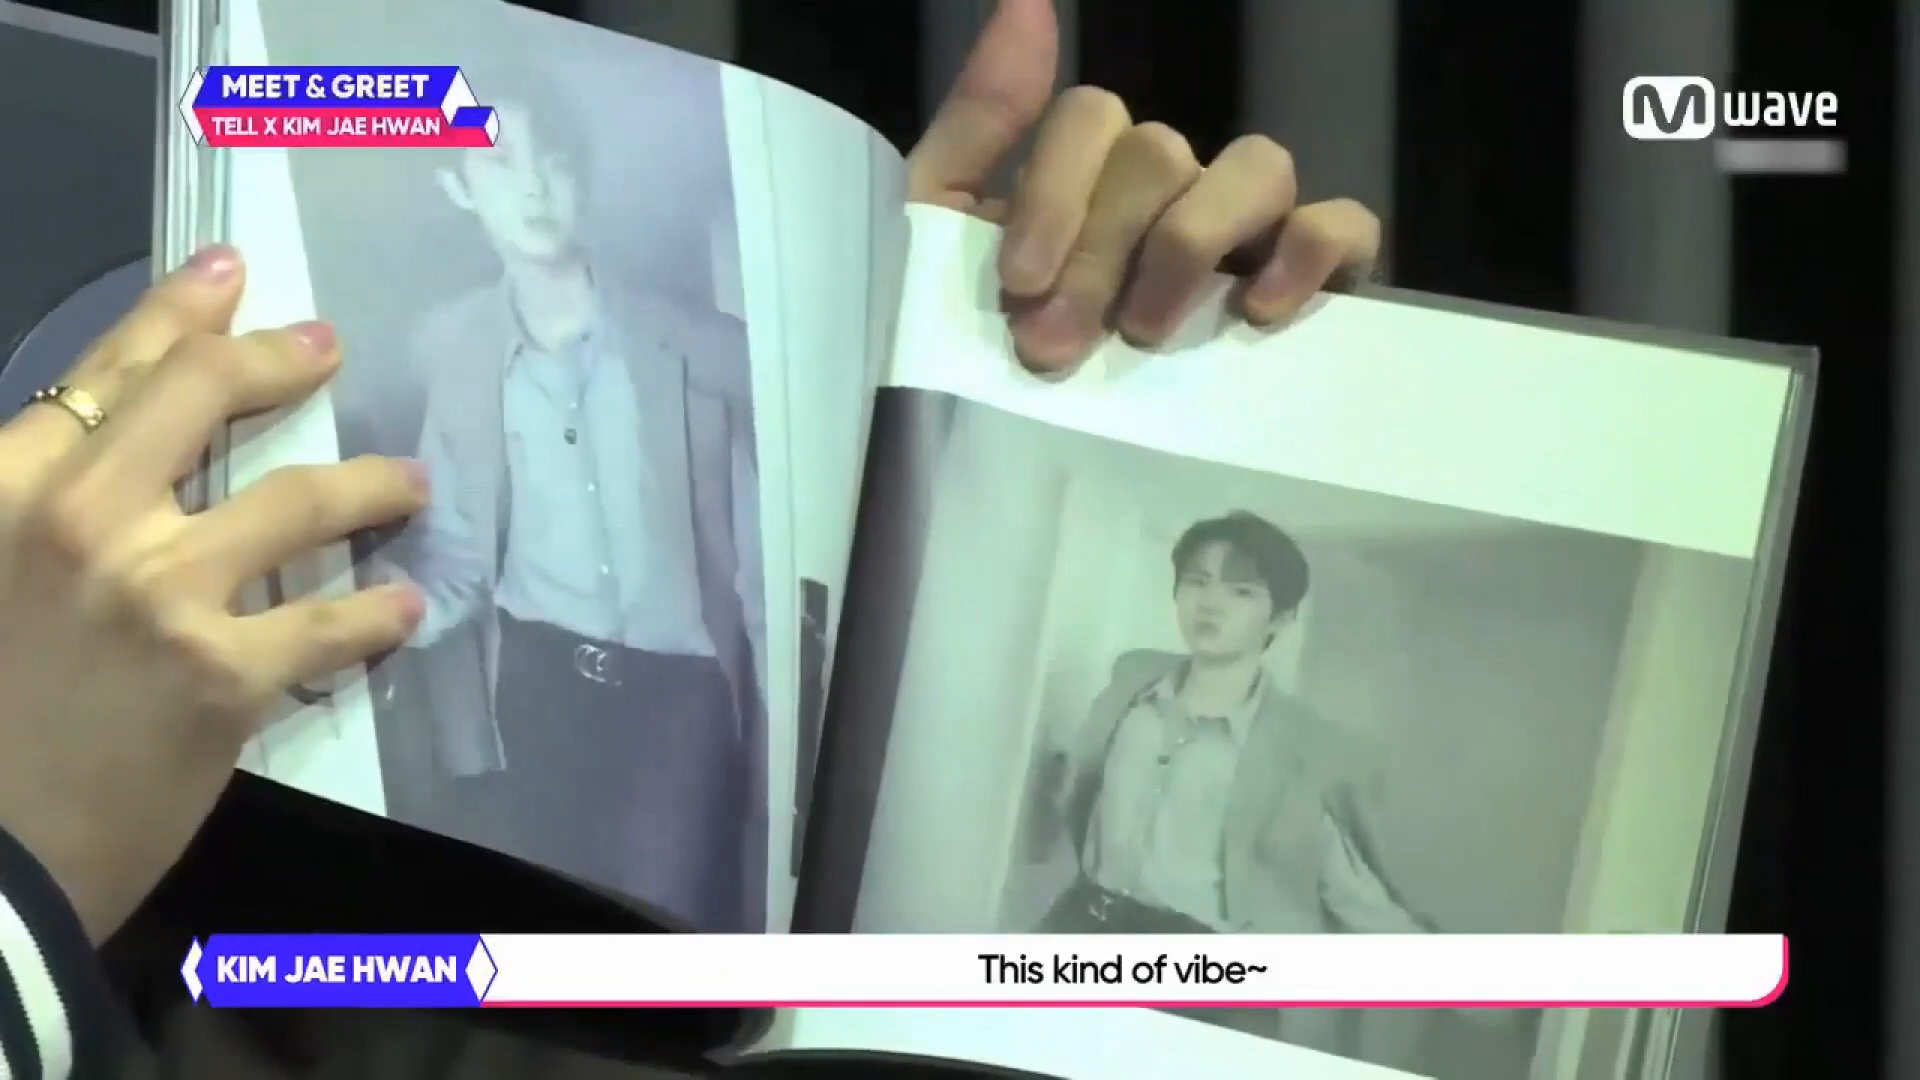 MEET & GREET
TELL X KIM JAE HWAN
M wave
KIM JAE HWAN
This kind of vibe~